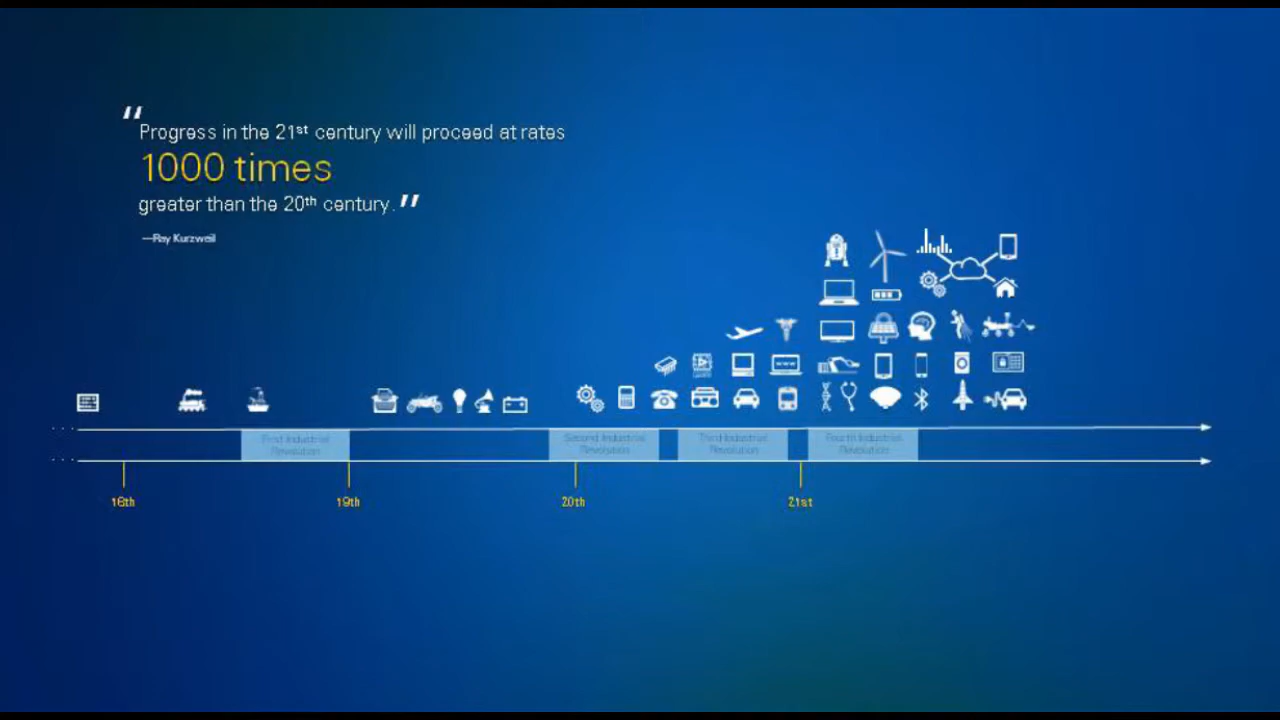 "Progress in the 21st century will proceed at rates
1000 times
greater than the 20th century."
—Ray Kurzweil
First Industrial
Revolution
Second Industrial
Revolution
Third Industrial
Revolution
Fourth Industrial
Revolution
18th
19th
20th
21st